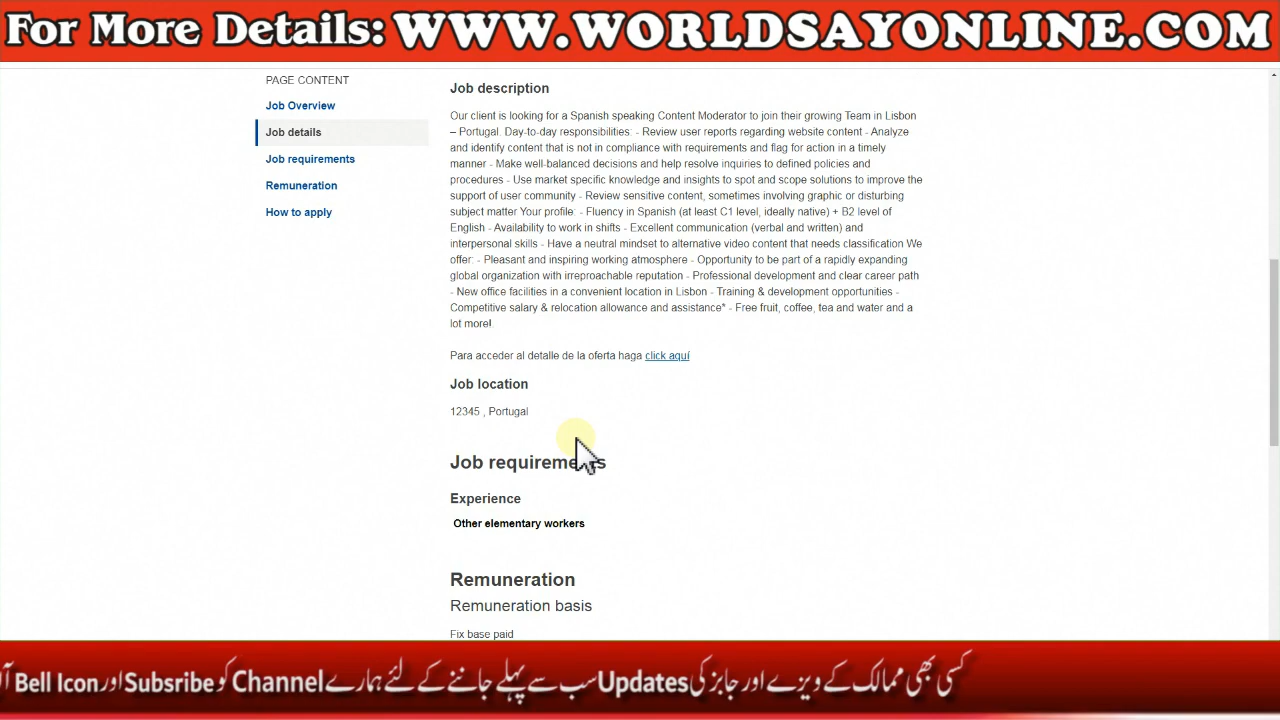 For More Details: WWW.WORLDSAYONLINE.COM
PAGE CONTENT
Job Overview
Job details
Job requirements
Remuneration
How to apply
Job description
Our client is looking for a Spanish speaking Content Moderator to join their growing Team in Lisbon
– Portugal. Day-to-day responsibilities: - Review user reports regarding website content - Analyze
and identify content that is not in compliance with requirements and flag for action in a timely
manner - Make well-balanced decisions and help resolve inquiries to defined policies and
procedures - Use market specific knowledge and insights to spot and scope solutions to improve the
support of user community - Review sensitive content, sometimes involving graphic or disturbing
subject matter Your profile: - Fluency in Spanish (at least C1 level, ideally native) + B2 level of
English - Availability to work in shifts - Excellent communication (verbal and written) and
interpersonal skills - Have a neutral mindset to alternative video content that needs classification We
offer: - Pleasant and inspiring working atmosphere - Opportunity to be part of a rapidly expanding
global organization with irreproachable reputation - Professional development and clear career path
- New office facilities in a convenient location in Lisbon - Training & development opportunities -
Competitive salary & relocation allowance and assistance* - Free fruit, coffee, tea and water and a
lot more!
Para acceder al detalle de la oferta haga click aquí
Job location
12345 , Portugal
Job requirements
Experience
Other elementary workers
Remuneration
Remuneration basis
Fix base paid
کسی بھی ممالک کے ویزے اور جابز کی Updates سب سے پہلے جاننے کے لئے ہمارے Channel کو Subsribe اور Bell Icon